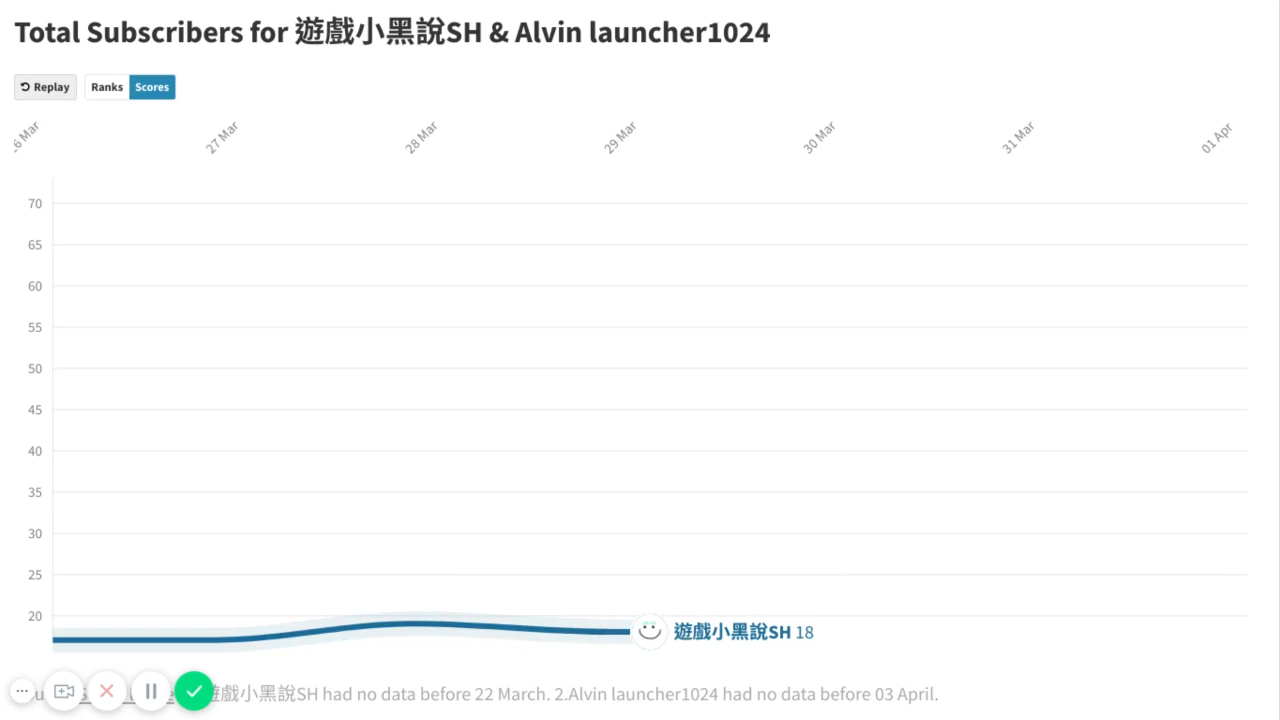 Total Subscribers for 遊戲小黑說SH & Alvin launcher1024
Replay Ranks Scores
27 Mar 28 Mar 29 Mar 30 Mar 31 Mar 01 Apr
70
65
60
55
50
45
40
35
30
25
20
遊戲小黑說SH 18
遊戲小黑說SH had no data before 22 March. 2.Alvin launcher1024 had no data before 03 April.